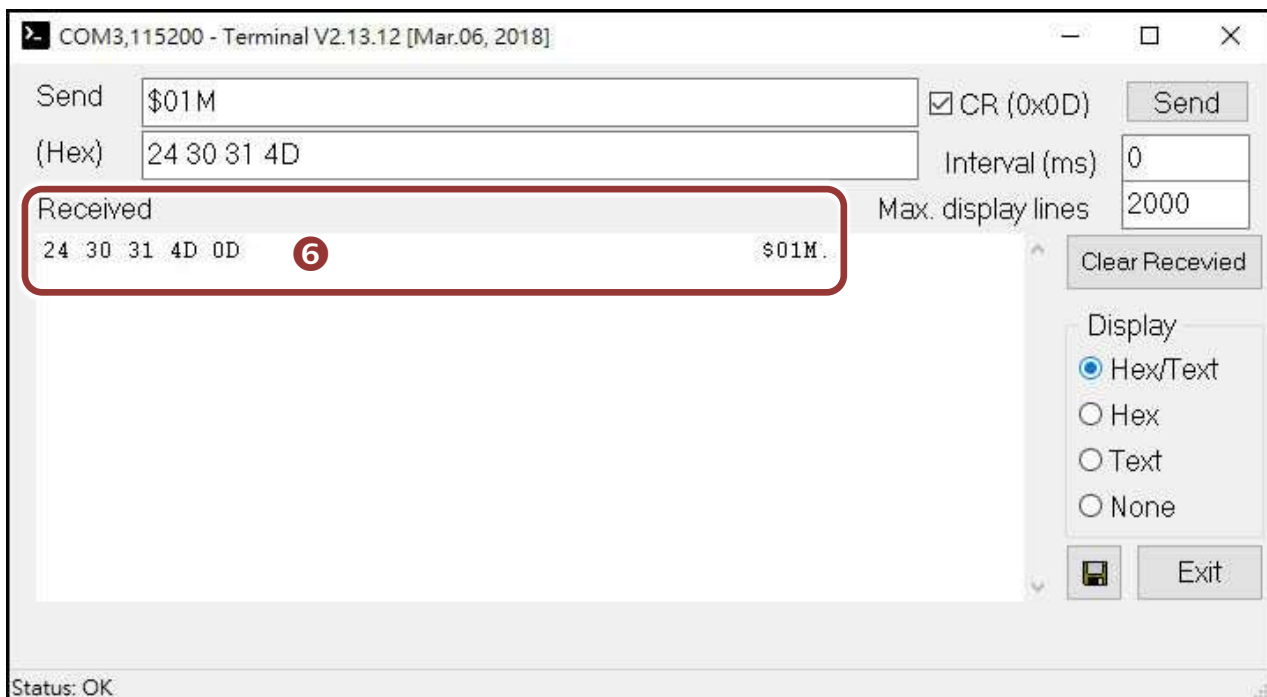 COM3,115200 - Terminal V2.13.12 [Mar.06, 2018]
Send $01M CR (0x0D) Send
(Hex) 24 30 31 4D Interval (ms) 0
Received Max. display lines 2000
24 30 31 4D 0D 6 $01M. Clear Recevied
Display
Hex/Text
Hex
Text
None
Exit
Status: OK